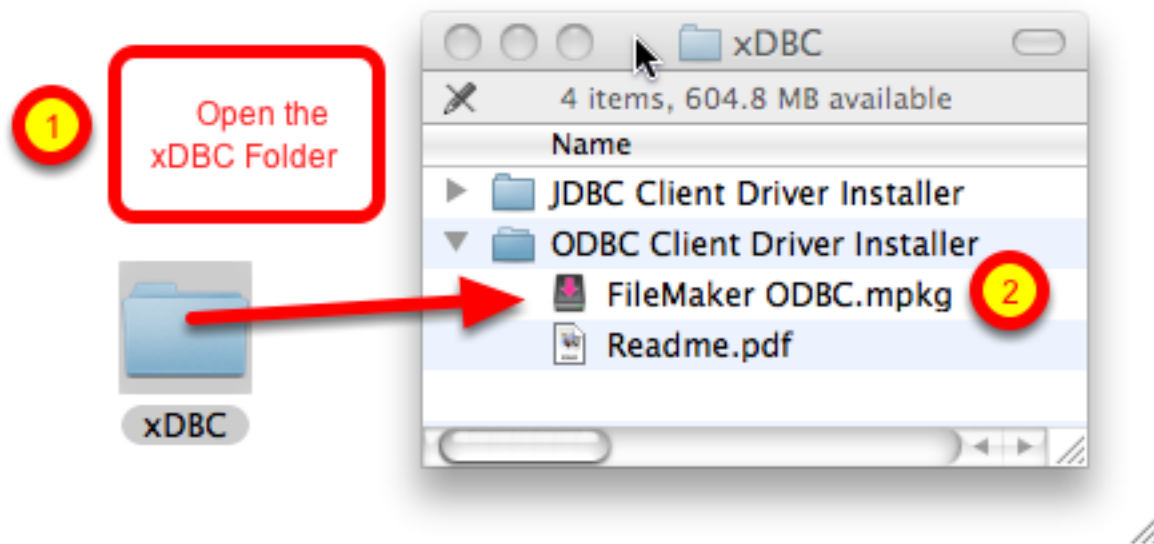 1
Open the
xDBC Folder
xDBC
xDBC
4 items, 604.8 MB available
Name
JDBC Client Driver Installer
ODBC Client Driver Installer
FileMaker ODBC.mpkg
2
Readme.pdf